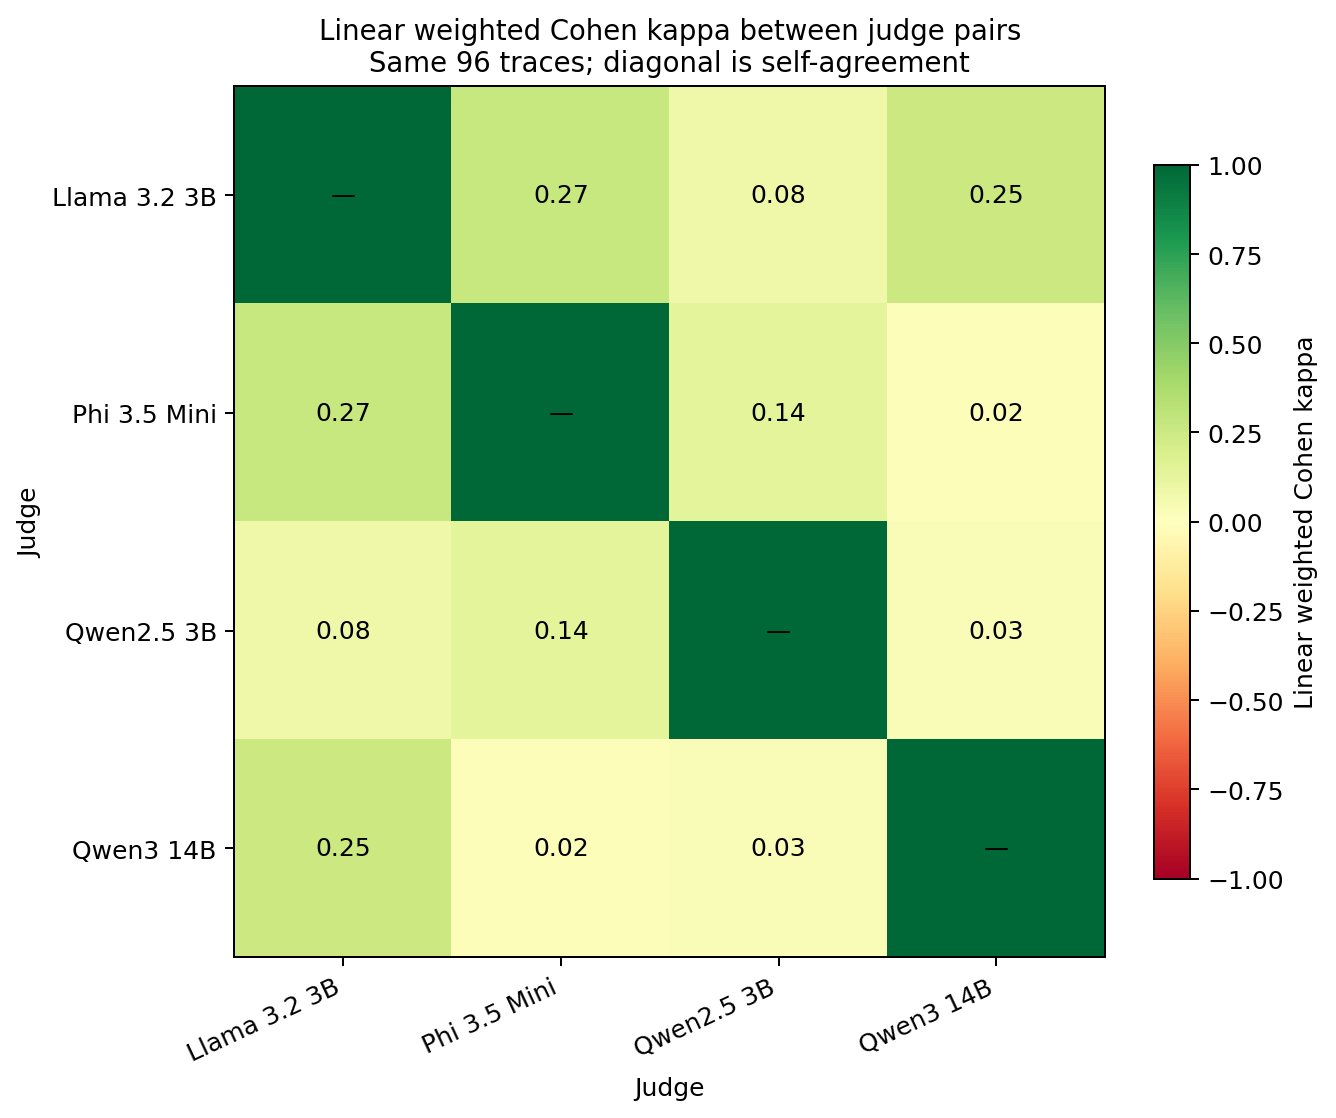 Linear weighted Cohen kappa between judge pairs
Same 96 traces; diagonal is self-agreement
Judge
Llama 3.2 3B
— 0.27 0.08 0.25
Phi 3.5 Mini
0.27 — 0.14 0.02
Qwen2.5 3B
0.08 0.14 — 0.03
Qwen3 14B
0.25 0.02 0.03 —
Llama 3.2 3B
Phi 3.5 Mini
Qwen2.5 3B
Qwen3 14B
Judge
1.00
0.75
0.50
0.25
0.00
−0.25
−0.50
−0.75
−1.00
Linear weighted Cohen kappa